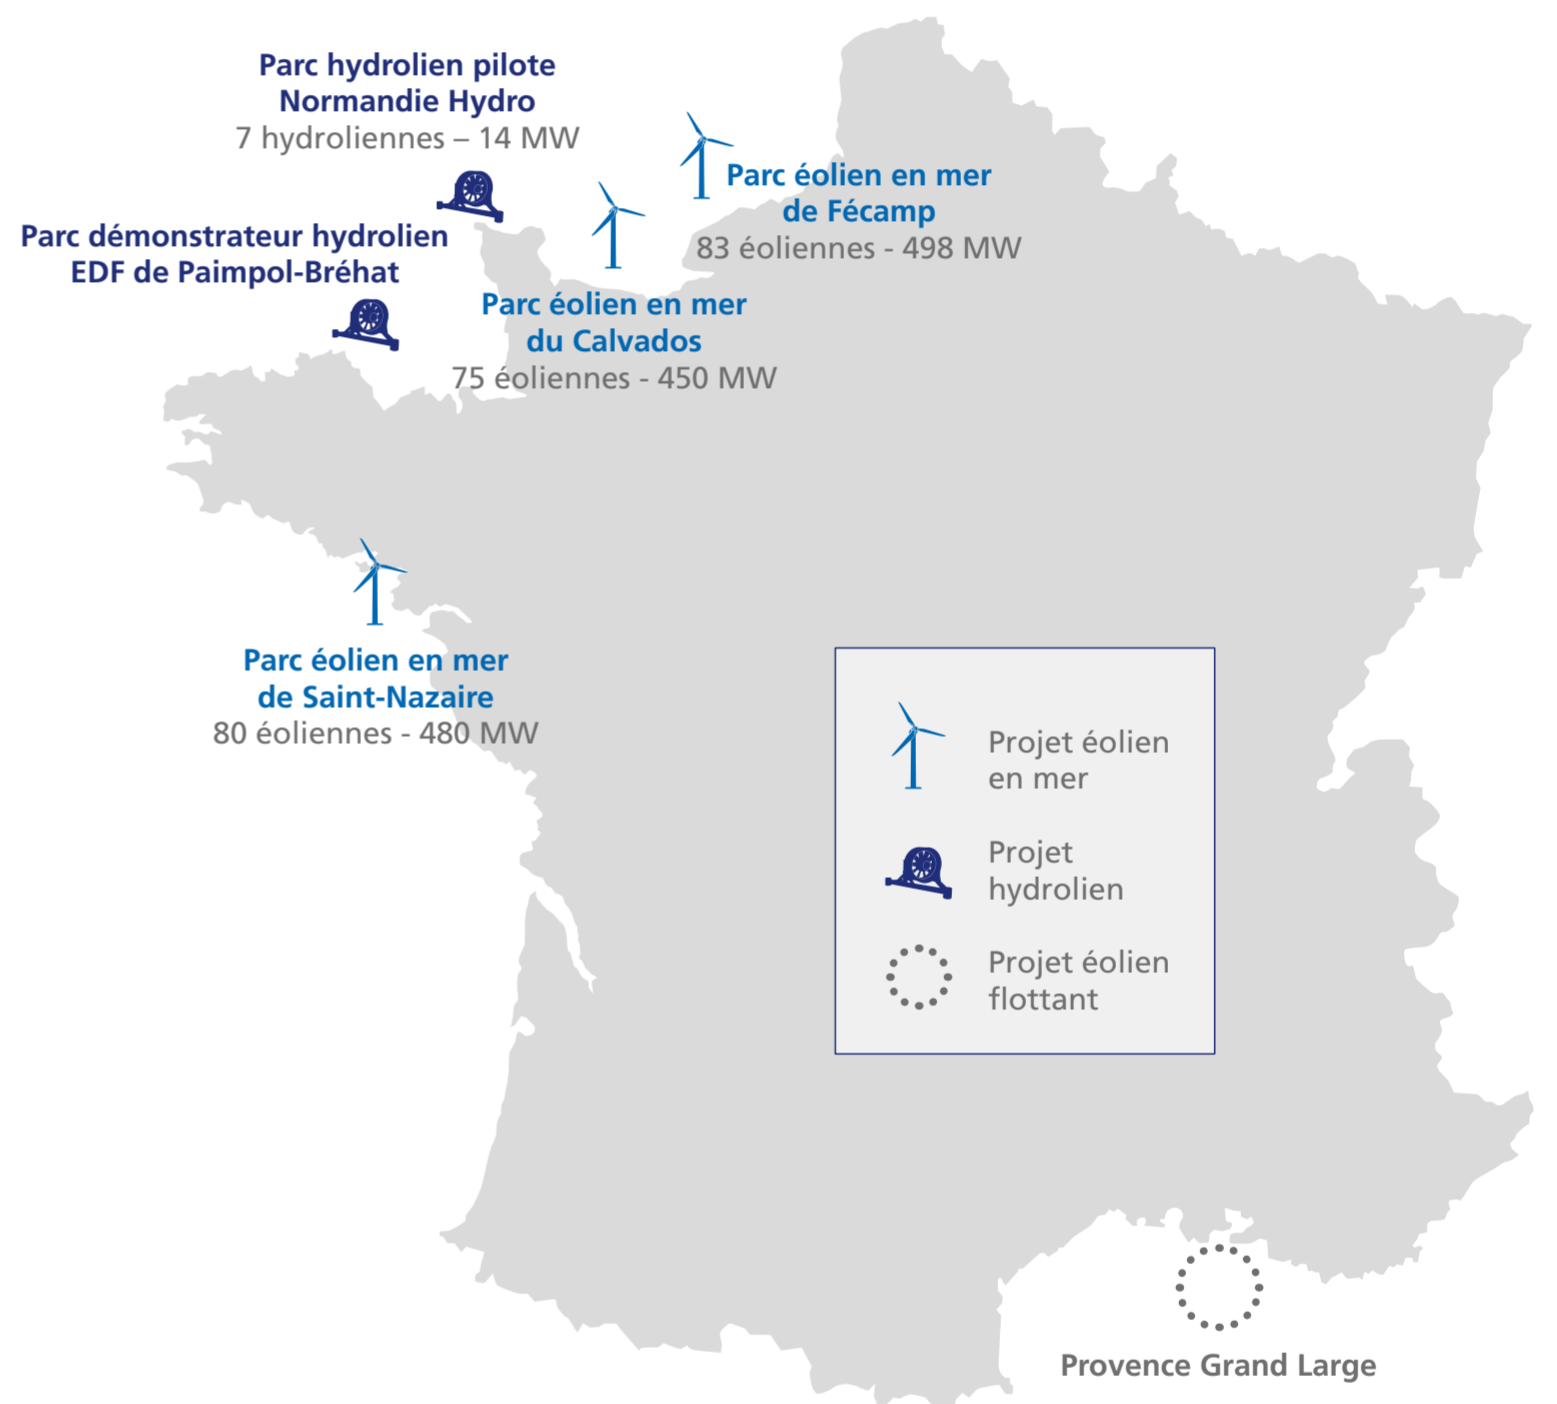 Parc hydrolien pilote
Normandie Hydro
7 hydroliennes – 14 MW
Parc éolien en mer
de Fécamp
83 éoliennes - 498 MW
Parc démonstrateur hydrolien
EDF de Paimpol-Bréhat
Parc éolien en mer
du Calvados
75 éoliennes - 450 MW
Parc éolien en mer
de Saint-Nazaire
80 éoliennes - 480 MW
Projet éolien
en mer
Projet
hydrolien
Projet éolien
flottant
Provence Grand Large